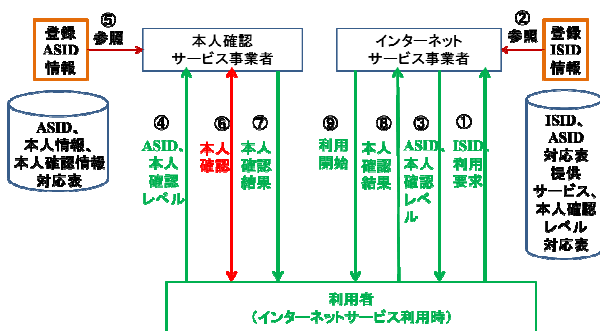 登録
ASID
情報
⑤
参照
本人確認
サービス事業者
インターネット
サービス事業者
②
参照
登録
ISID
情報
ASID、
本人情報、
本人確認情報
対応表
④
ASID、
本人
確認
レベル
⑥
本人
確認
⑦
本人
確認
結果
⑨
利用
開始
⑧
本人
確認
結果
③
ASID、
本人
確認
レベ
ル
①
ISID、
利用
要求
ISID、
ASID
対応表
提供
サービス、
本人確認
レベル
対応表
利用者
（インターネットサービス利用時）